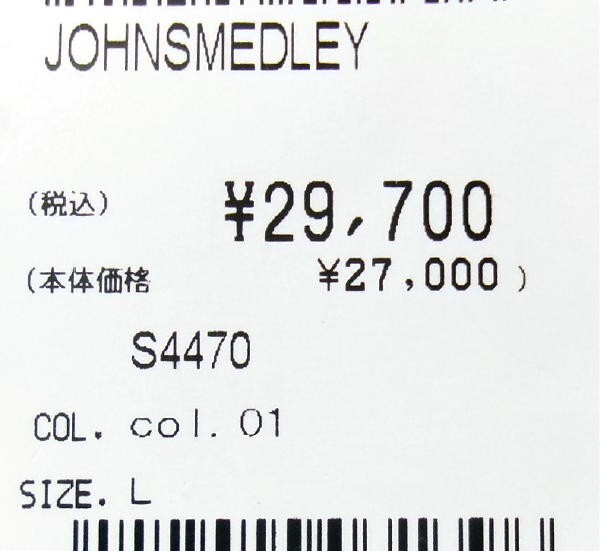 JOHNSMEDLEY
(税込) ¥29,700
(本体価格 ¥27,000 )
S4470
COL. col. 01
SIZE. L